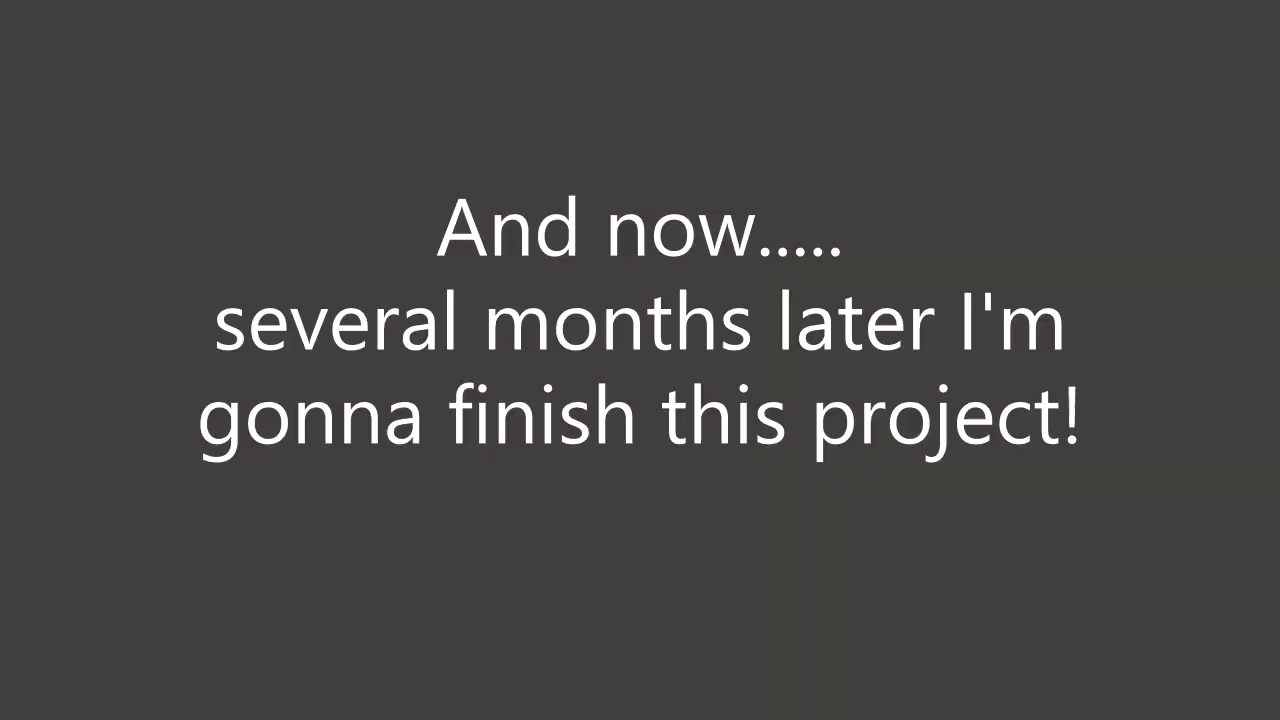 And now.....
several months later I'm
gonna finish this project!